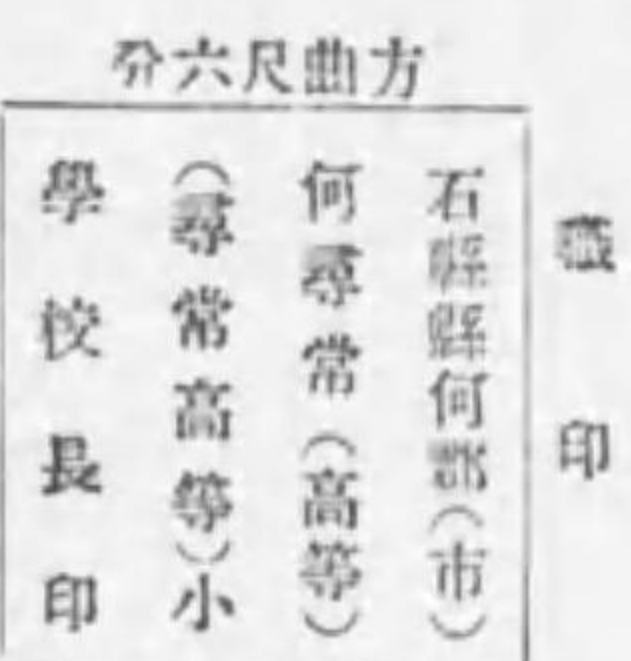 職印
方曲尺六分
石縣縣何郡(市)
何尋常(高等)
(尋常高等)小
學校長印